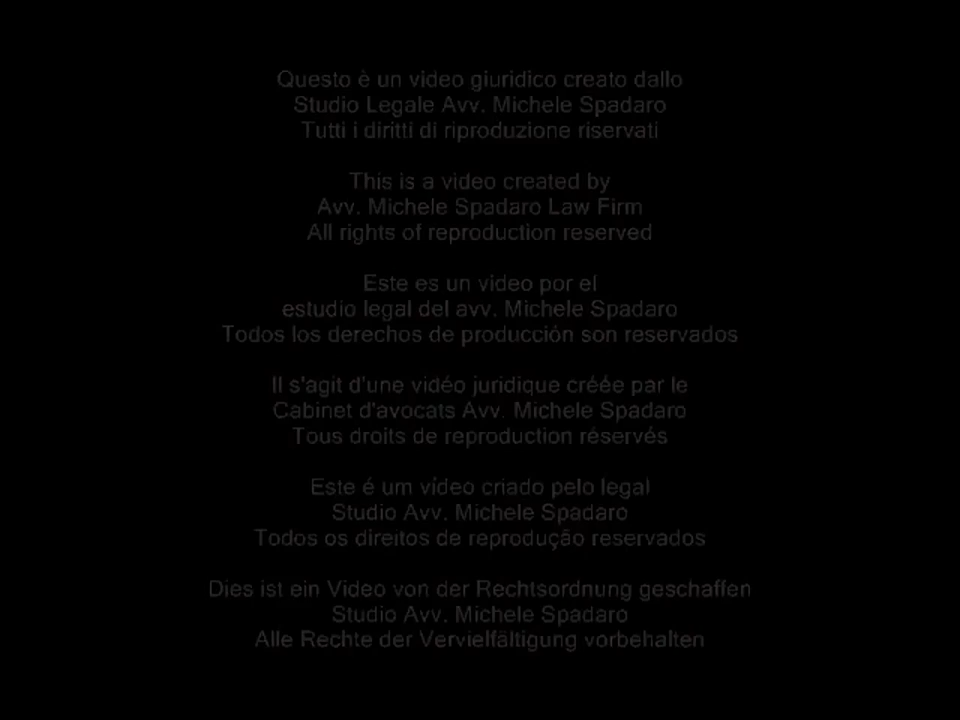 Questo è un video giuridico creato dallo
Studio Legale Avv. Michele Spadaro
Tutti i diritti di riproduzione riservati
This is a video created by
Avv. Michele Spadaro Law Firm
All rights of reproduction reserved
Este es un video por el
estudio legal del avv. Michele Spadaro
Todos los derechos de producción son reservados
Il s'agit d'une vidéo juridique créée par le
Cabinet d'avocats Avv. Michele Spadaro
Tous droits de reproduction réservés
Este é um vídeo criado pelo legal
Studio Avv. Michele Spadaro
Todos os direitos de reprodução reservados
Dies ist ein Video von der Rechtsordnung geschaffen
Studio Avv. Michele Spadaro
Alle Rechte der Vervielfältigung vorbehalten